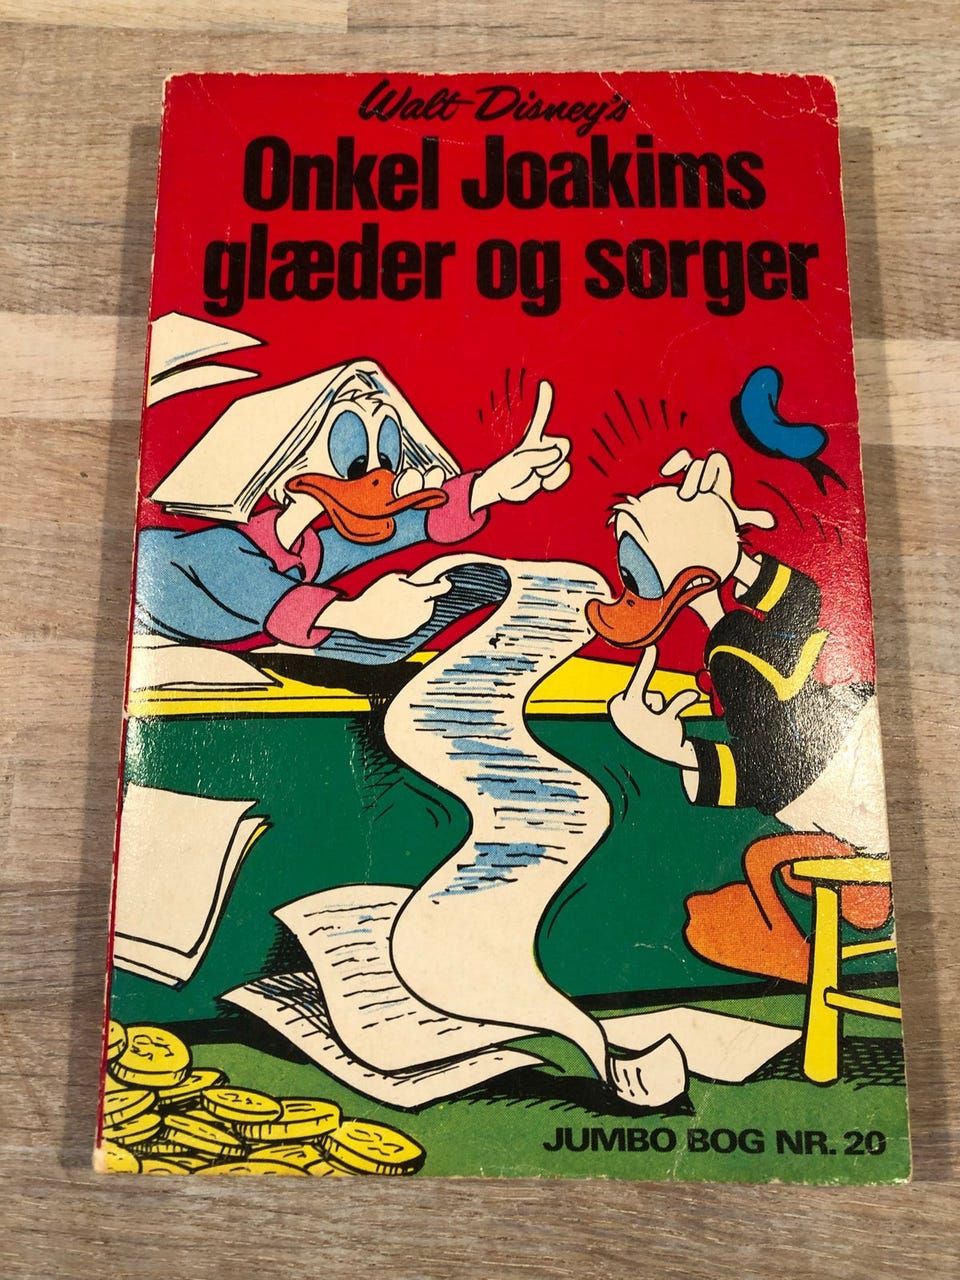 Walt Disney's
Onkel Joakims
glæder og sorger
JUMBO BOG NR. 20